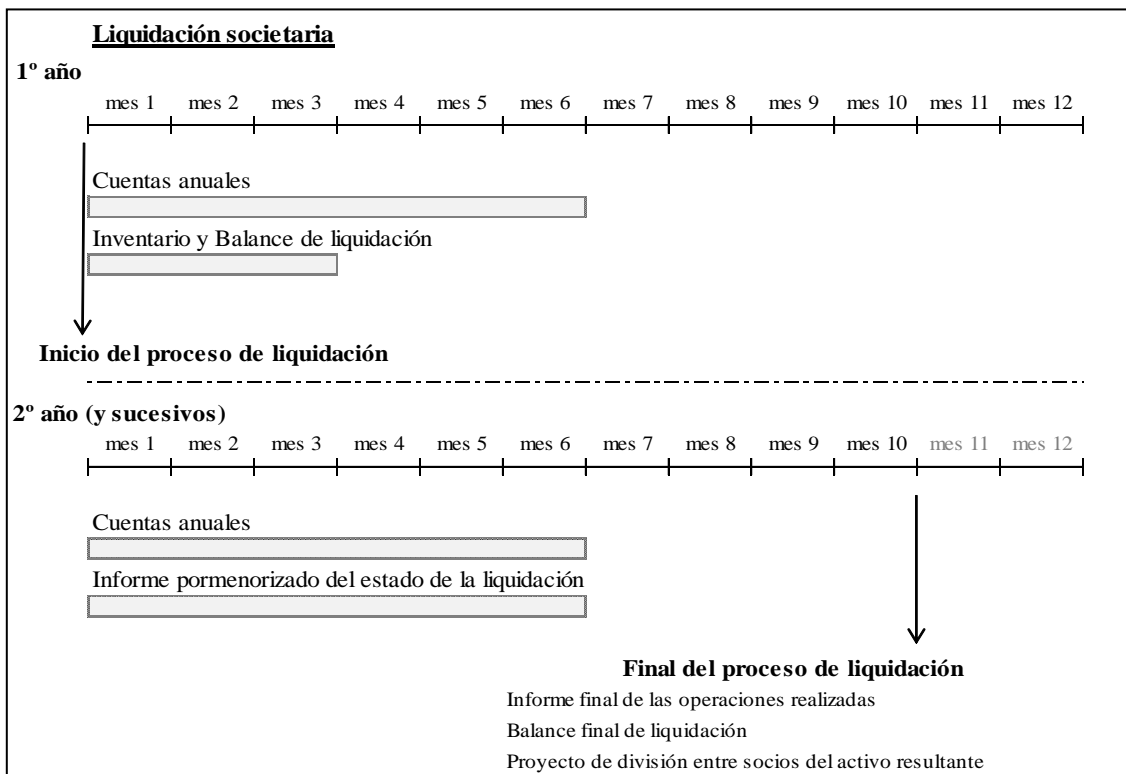 Liquidación societaria
1º año
mes 1 mes 2 mes 3 mes 4 mes 5 mes 6 mes 7 mes 8 mes 9 mes 10 mes 11 mes 12
Cuentas anuales
Inventario y Balance de liquidación
Inicio del proceso de liquidación
2º año (y sucesivos)
mes 1 mes 2 mes 3 mes 4 mes 5 mes 6 mes 7 mes 8 mes 9 mes 10 mes 11 mes 12
Cuentas anuales
Informe pormenorizado del estado de la liquidación
Final del proceso de liquidación
Informe final de las operaciones realizadas
Balance final de liquidación
Proyecto de división entre socios del activo resultante